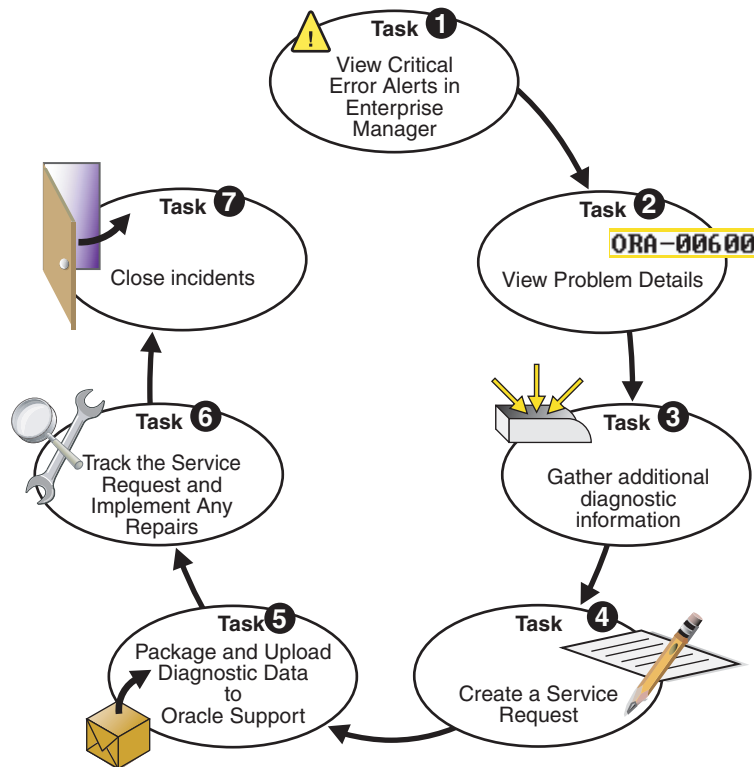 Task 1
View Critical
Error Alerts in
Enterprise
Manager
Task 2
ORA-00600
View Problem Details
Task 3
Gather additional
diagnostic
information
Task 4
Create a Service
Request
Task 5
Package and Upload
Diagnostic Data
to
Oracle Support
Task 6
Track the Service
Request and
Implement Any
Repairs
Task 7
Close incidents